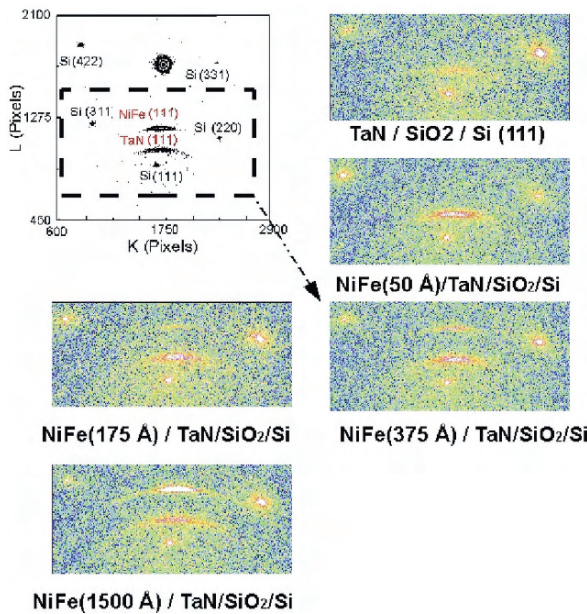 2100
Si (422)
Si (331)
L (Pixels)
1275
Si (311)
NiFe (111)
TaN (111)
Si (220)
Si (111)
450
600
1750
2900
K (Pixels)
TaN / SiO2 / Si (111)
NiFe(50 Å)/TaN/SiO₂/Si
NiFe(175 Å) / TaN/SiO₂/Si
NiFe(375 Å) / TaN/SiO₂/Si
NiFe(1500 Å) / TaN/SiO₂/Si